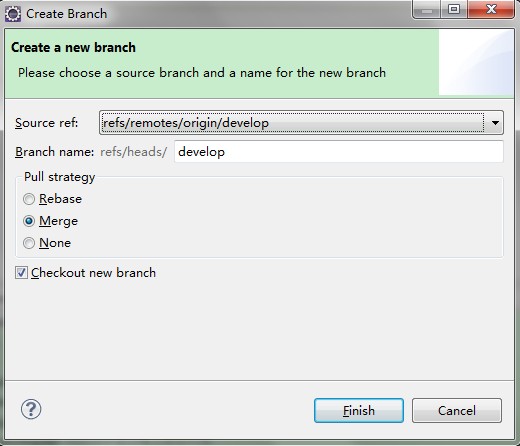 Create Branch
Create a new branch
Please choose a source branch and a name for the new branch
Source ref: refs/remotes/origin/develop
Branch name: refs/heads/ develop
Pull strategy
Rebase
Merge
None
Checkout new branch
? Finish Cancel